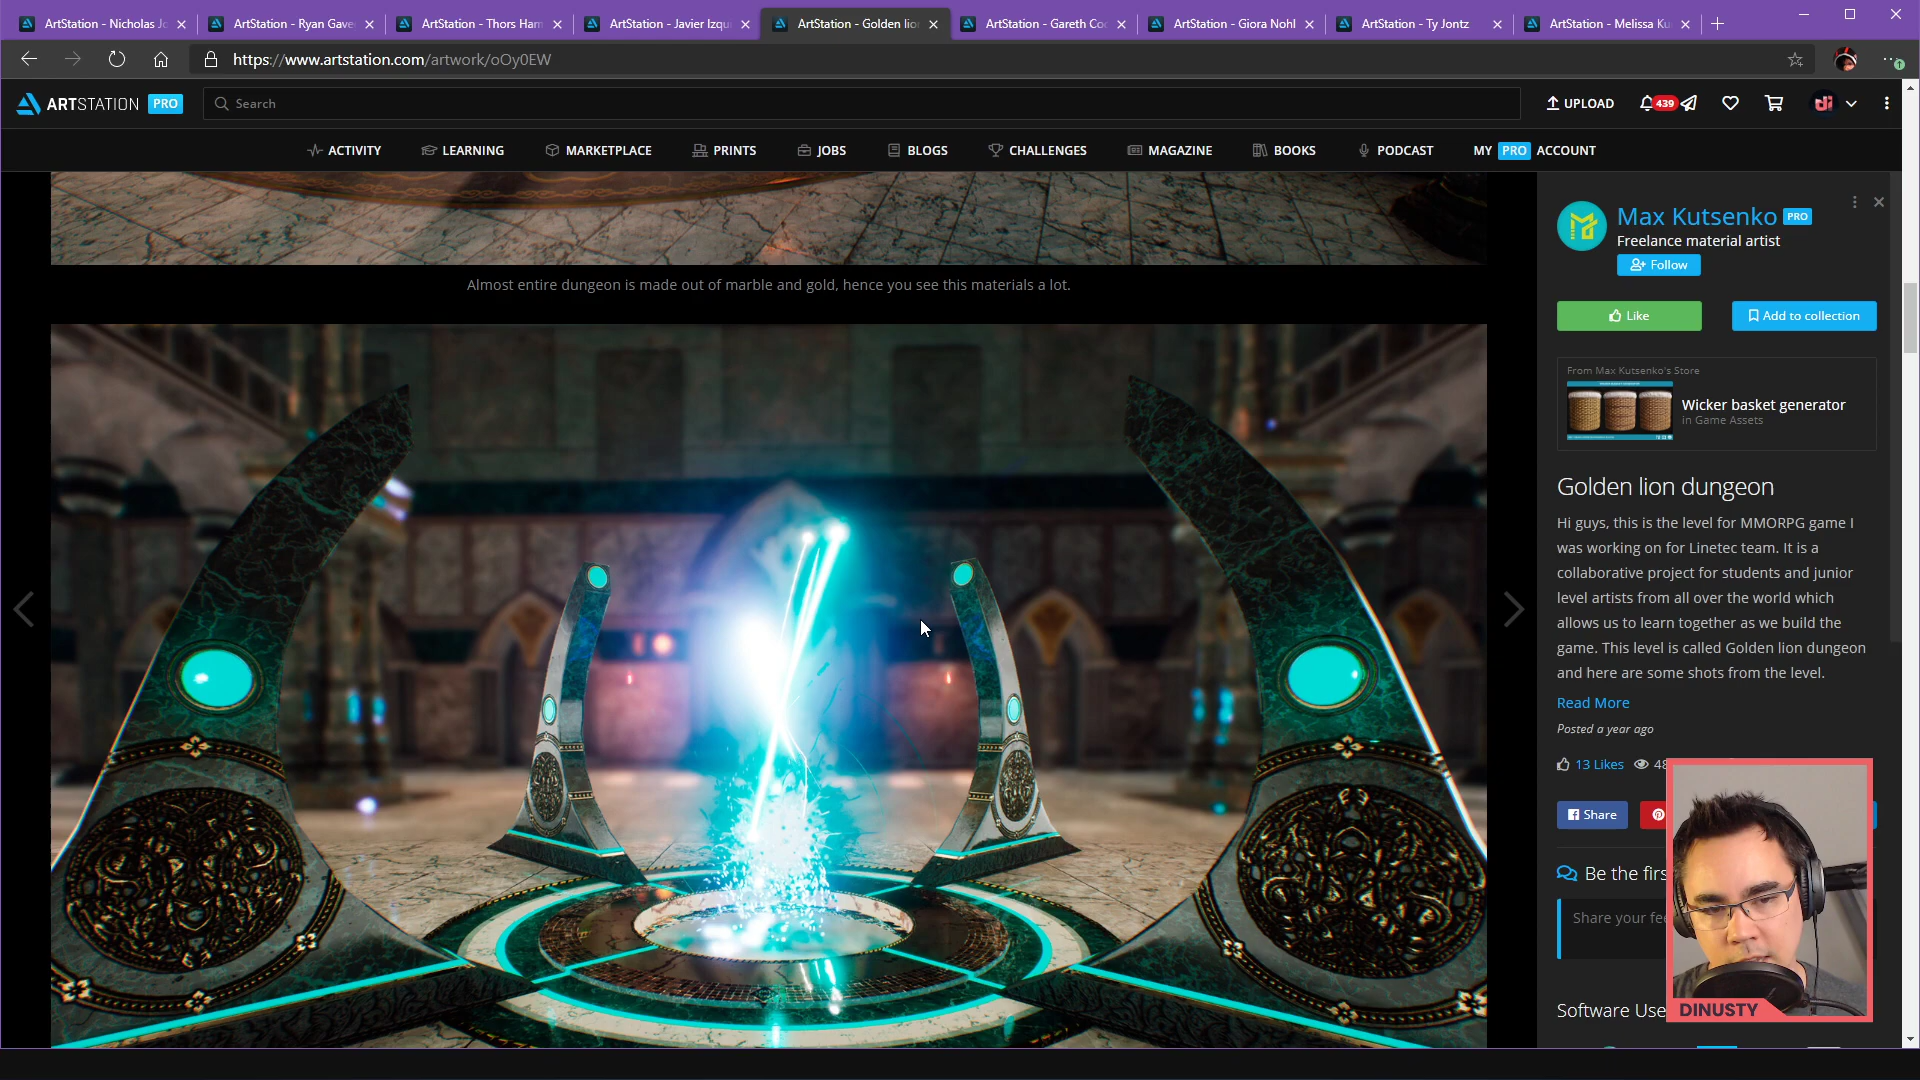 ArtStation - Nicholas Jo
ArtStation - Ryan Gave
ArtStation - Thors Ham
ArtStation - Javier Izqu
ArtStation - Golden lio
ArtStation - Gareth Co
ArtStation - Giora Nohl
ArtStation - Ty Jontz
ArtStation - Melissa Ku
https://www.artstation.com/artwork/oOy0EW
ARTSTATION PRO
Search
UPLOAD
439
di
ACTIVITY
LEARNING
MARKETPLACE
PRINTS
JOBS
BLOGS
CHALLENGES
MAGAZINE
BOOKS
PODCAST
MY PRO ACCOUNT
Almost entire dungeon is made out of marble and gold, hence you see this materials a lot.
Max Kutsenko PRO
Freelance material artist
Follow
Like
Add to collection
From Max Kutsenko's Store
Wicker basket generator
in Game Assets
Golden lion dungeon
Hi guys, this is the level for MMORPG game I
was working on for Linetec team. It is a
collaborative project for students and junior
level artists from all over the world which
allows us to learn together as we build the
game. This level is called Golden lion dungeon
and here are some shots from the level.
Read More
Posted a year ago
13 Likes
48
Share
Be the firs
Share your fee
Software Use
DINUSTY